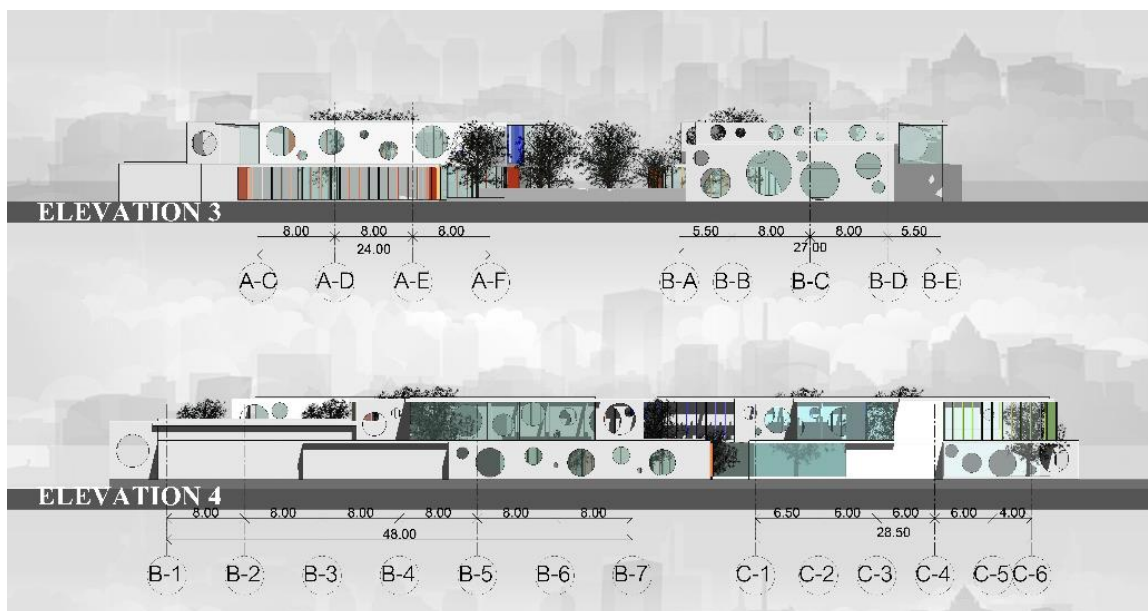 ELEVATION 3
8.00 8.00 8.00 5.50 8.00 8.00 5.50
24.00 27.00
A-C A-D A-E A-F B-A B-B B-C B-D B-E
ELEVATION 4
8.00 8.00 8.00 8.00 8.00 8.00 6.50 6.00 6.00 6.00 4.00
48.00 28.50
B-1 B-2 B-3 B-4 B-5 B-6 B-7 C-1 C-2 C-3 C-4 C-5 C-6